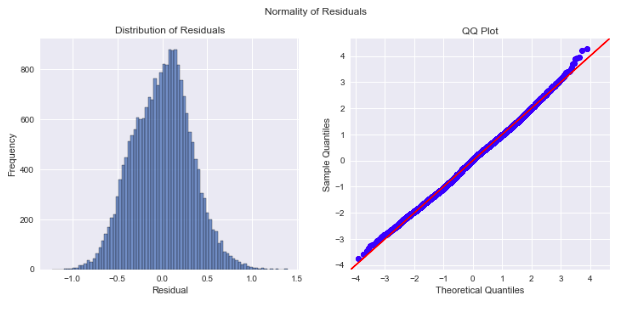 Normality of Residuals
Distribution of Residuals
800
600
400
200
0
Frequency
−1.0 −0.5 0.0 0.5 1.0 1.5
Residual
QQ Plot
4
3
2
1
0
−1
−2
−3
−4
Sample Quantiles
−4 −3 −2 −1 0 1 2 3 4
Theoretical Quantiles